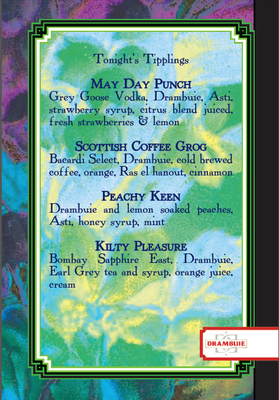 Tonight's Tipplings
May Day Punch
Grey Goose Vodka, Drambuie, Asti,
strawberry syrup, citrus blend juiced,
fresh strawberries & lemon
Scottish Coffee Grog
Bacardi Select, Drambuie, cold brewed
coffee, orange, Ras el hanout, cinnamon
Peachy Keen
Drambuie and lemon soaked peaches,
Asti, honey syrup, mint
Kilty Pleasure
Bombay Sapphire East, Drambuie,
Earl Grey tea and syrup, orange juice,
cream
DRAMBUIE